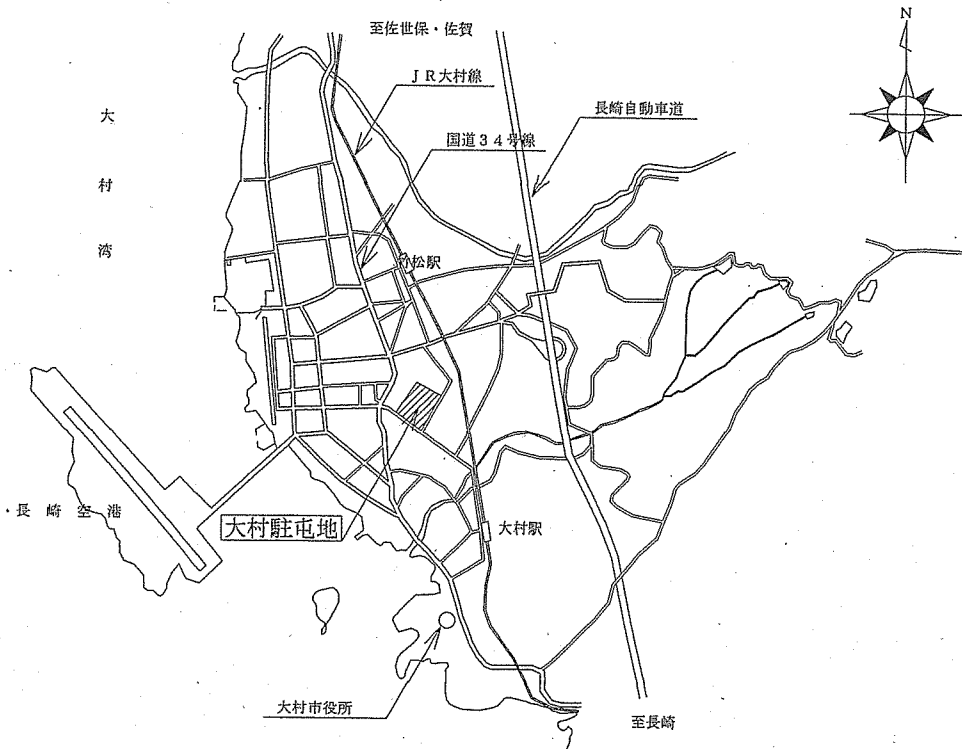 至佐世保・佐賀
N
JR大村線
長崎自動車道
国道34号線
大村湾
竹松駅
・長崎空港
大村駐屯地
大村駅
大村市役所
至長崎